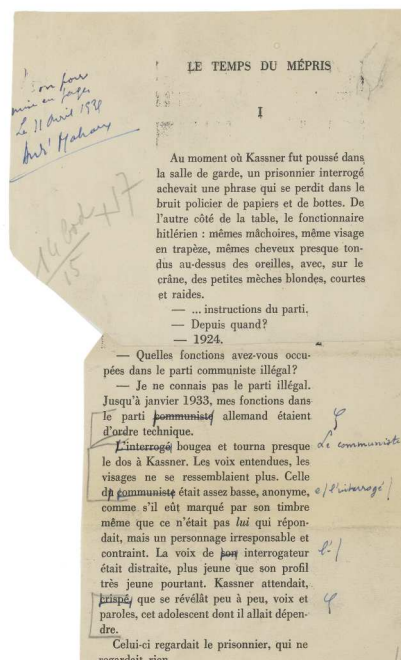 Bon pour
mise en pages
Le 11 Avril 1935
André Malraux
LE TEMPS DU MÉPRIS
I
Au moment où Kassner fut poussé dans
la salle de garde, un prisonnier interrogé
achevait une phrase qui se perdit dans le
bruit policier de papiers et de bottes. De
l'autre côté de la table, le fonctionnaire
hitlérien : mêmes mâchoires, même visage
en trapèze, mêmes cheveux presque ton-
dus au-dessus des oreilles, avec, sur le
crâne, des petites mèches blondes, courtes
et raides.
— ... instructions du parti.
— Depuis quand?
— 1924.
— Quelles fonctions avez-vous occu-
pées dans le parti communiste illégal?
— Je ne connais pas le parti illégal.
Jusqu'à janvier 1933, mes fonctions dans
le parti communiste allemand étaient
d'ordre technique.
L'interrogé bougea et tourna presque Le communiste
le dos à Kassner. Les voix entendues, les
visages ne se ressemblaient plus. Celle
du communiste était assez basse, anonyme, e/ l'interrogé/
comme s'il eût marqué par son timbre
même que ce n'était pas lui qui répon-
dait, mais un personnage irresponsable et
contraint. La voix de son interrogateur l'/
était distraite, plus jeune que son profil
très jeune pourtant. Kassner attendait,
crispé, que se révélât peu à peu, voix et
paroles, cet adolescent dont il allait dépen-
dre.
Celui-ci regardait le prisonnier, qui ne
regardait rien.